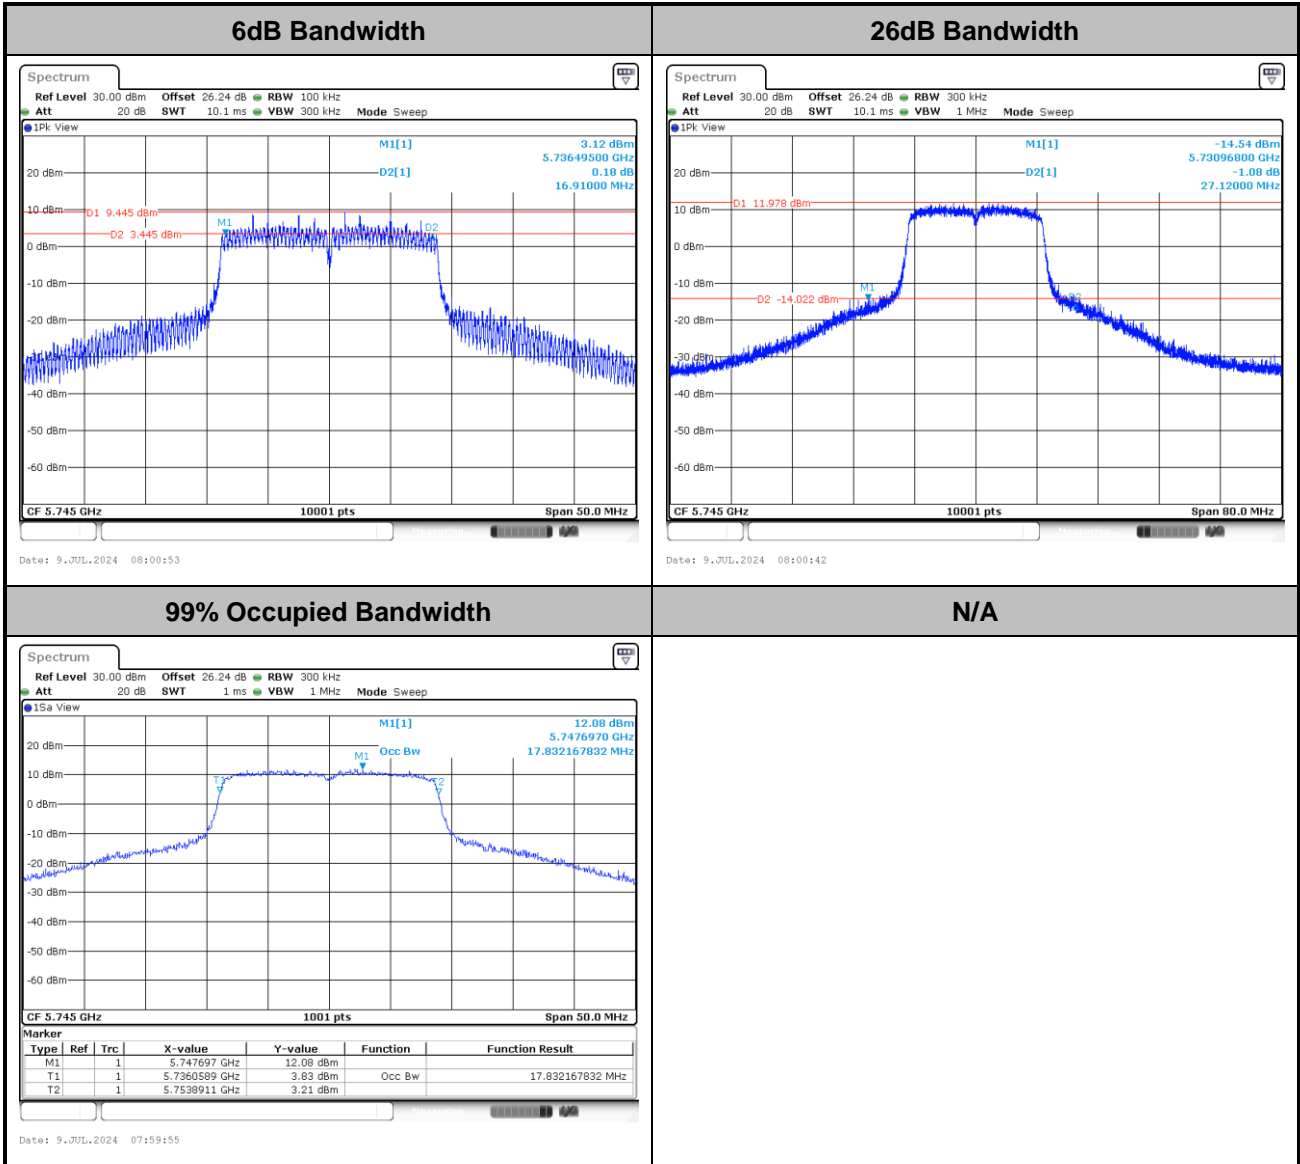 6dB Bandwidth
26dB Bandwidth
Spectrum
Ref Level 30.00 dBm Offset 26.24 dB RBW 100 kHz
Att 20 dB SWT 10.1 ms VBW 300 kHz Mode Sweep
1Pk View
M1[1] 3.12 dBm
5.73649500 GHz
D2[1] 0.18 dB
16.91000 MHz
20 dBm
10 dBm
D1 9.445 dBm
M1
D2
D2 3.445 dBm
0 dBm
-10 dBm
-20 dBm
-30 dBm
-40 dBm
-50 dBm
-60 dBm
CF 5.745 GHz 10001 pts Span 50.0 MHz
Date: 9.JUL.2024 08:00:53
Spectrum
Ref Level 30.00 dBm Offset 26.24 dB RBW 300 kHz
Att 20 dB SWT 10.1 ms VBW 1 MHz Mode Sweep
1Pk View
M1[1] -14.54 dBm
5.73096800 GHz
D2[1] -1.08 dB
27.12000 MHz
20 dBm
D1 11.978 dBm
10 dBm
0 dBm
-10 dBm
M1
D2 -14.022 dBm
D2
-20 dBm
-30 dBm
-40 dBm
-50 dBm
-60 dBm
CF 5.745 GHz 10001 pts Span 80.0 MHz
Date: 9.JUL.2024 08:00:42
99% Occupied Bandwidth
N/A
Spectrum
Ref Level 30.00 dBm Offset 26.24 dB RBW 300 kHz
Att 20 dB SWT 1 ms VBW 1 MHz Mode Sweep
1Sa View
M1[1] 12.08 dBm
5.7476970 GHz
Occ Bw 17.832167832 MHz
20 dBm
M1
10 dBm
T1
T2
0 dBm
-10 dBm
-20 dBm
-30 dBm
-40 dBm
-50 dBm
-60 dBm
CF 5.745 GHz 1001 pts Span 50.0 MHz
Marker
Type Ref Trc X-value Y-value Function Function Result
M1 1 5.747697 GHz 12.08 dBm
T1 1 5.7360589 GHz 3.83 dBm Occ Bw 17.832167832 MHz
T2 1 5.7538911 GHz 3.21 dBm
Date: 9.JUL.2024 07:59:55